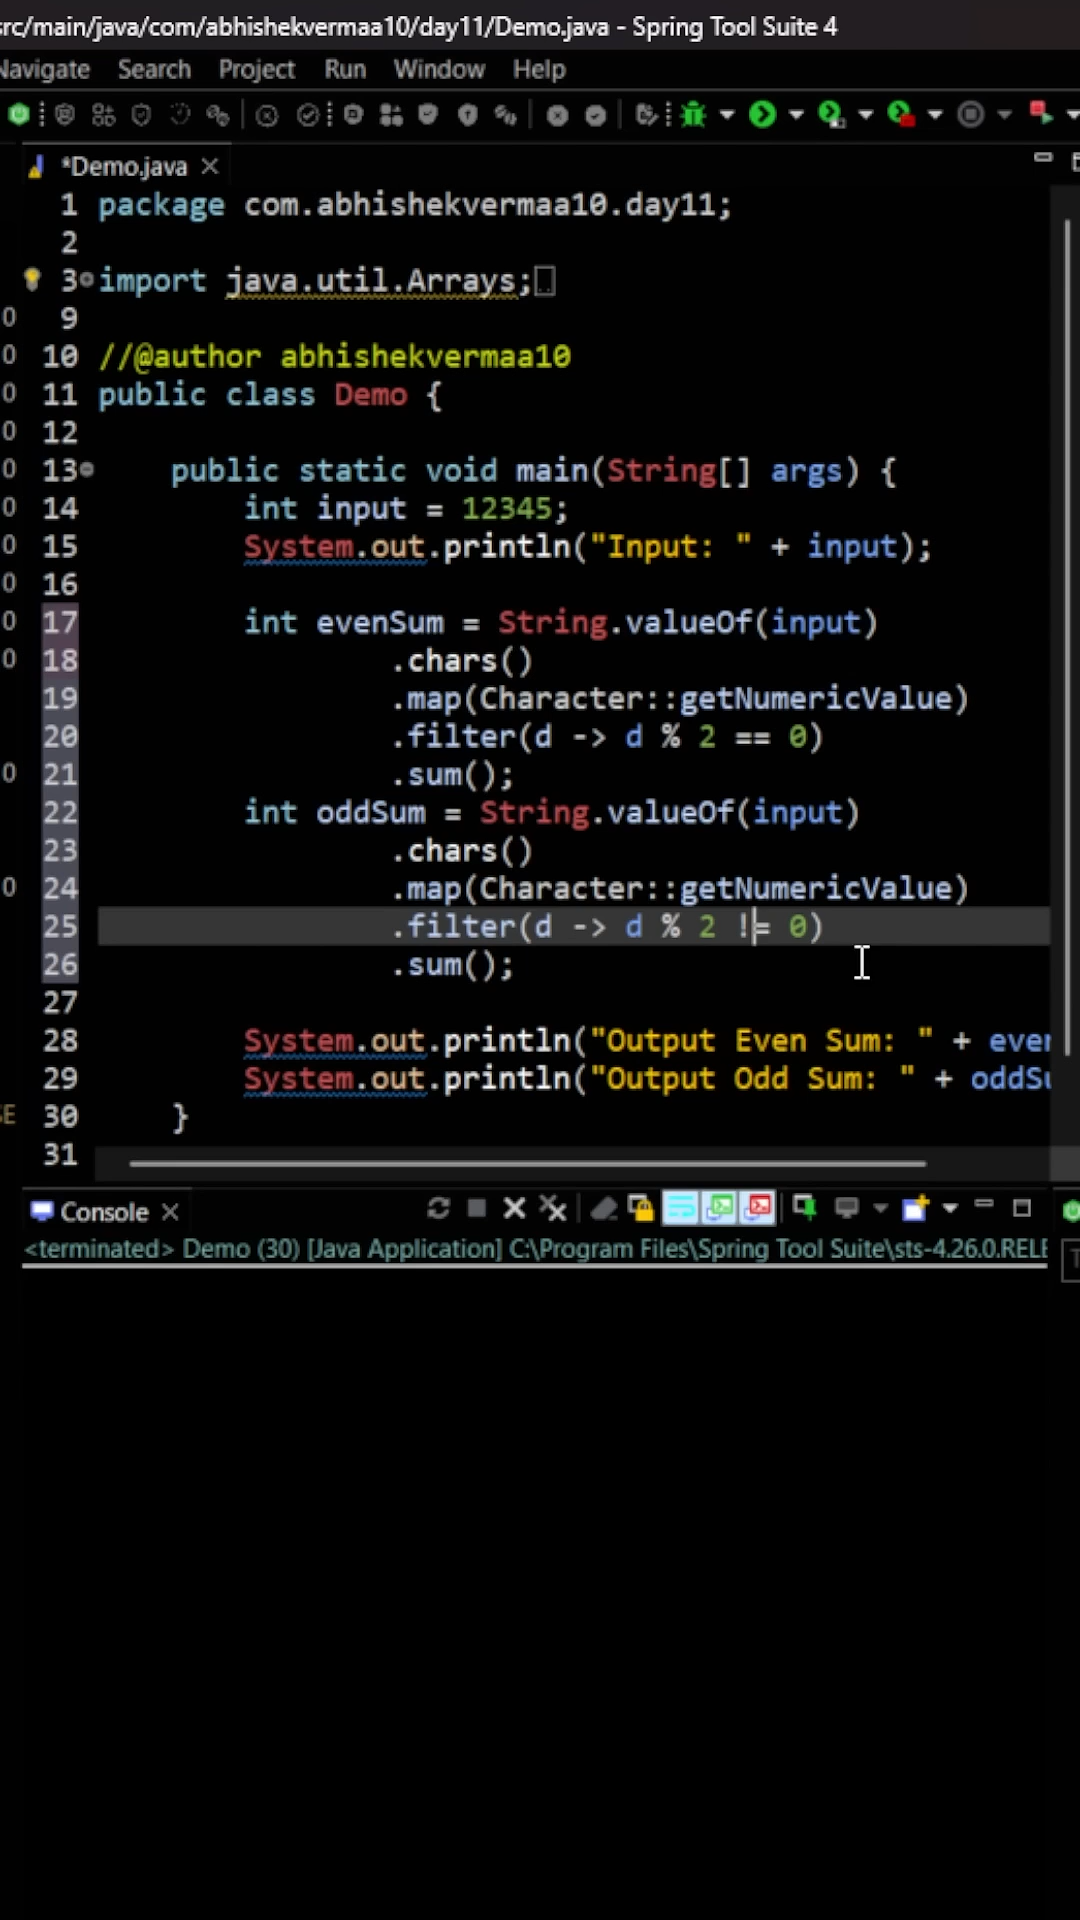 src/main/java/com/abhishekvermaa10/day11/Demo.java - Spring Tool Suite 4
Navigate Search Project Run Window Help
*Demo.java
1 package com.abhishekvermaa10.day11;
2
3 import java.util.Arrays;
9
10 //@author abhishekvermaa10
11 public class Demo {
12
13 public static void main(String[] args) {
14 int input = 12345;
15 System.out.println("Input: " + input);
16
17 int evenSum = String.valueOf(input)
18 .chars()
19 .map(Character::getNumericValue)
20 .filter(d -> d % 2 == 0)
21 .sum();
22 int oddSum = String.valueOf(input)
23 .chars()
24 .map(Character::getNumericValue)
25 .filter(d -> d % 2 != 0)
26 .sum();
27
28 System.out.println("Output Even Sum: " + even
29 System.out.println("Output Odd Sum: " + oddSu
30 }
31
Console
<terminated> Demo (30) [Java Application] C:\Program Files\Spring Tool Suite\sts-4.26.0.RELE